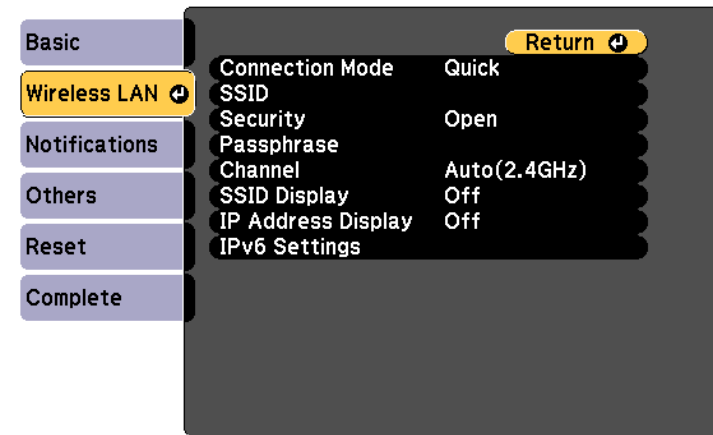 Basic
Wireless LAN
Notifications
Others
Reset
Complete
Return
Connection Mode Quick
SSID
Security Open
Passphrase
Channel Auto(2.4GHz)
SSID Display Off
IP Address Display Off
IPv6 Settings